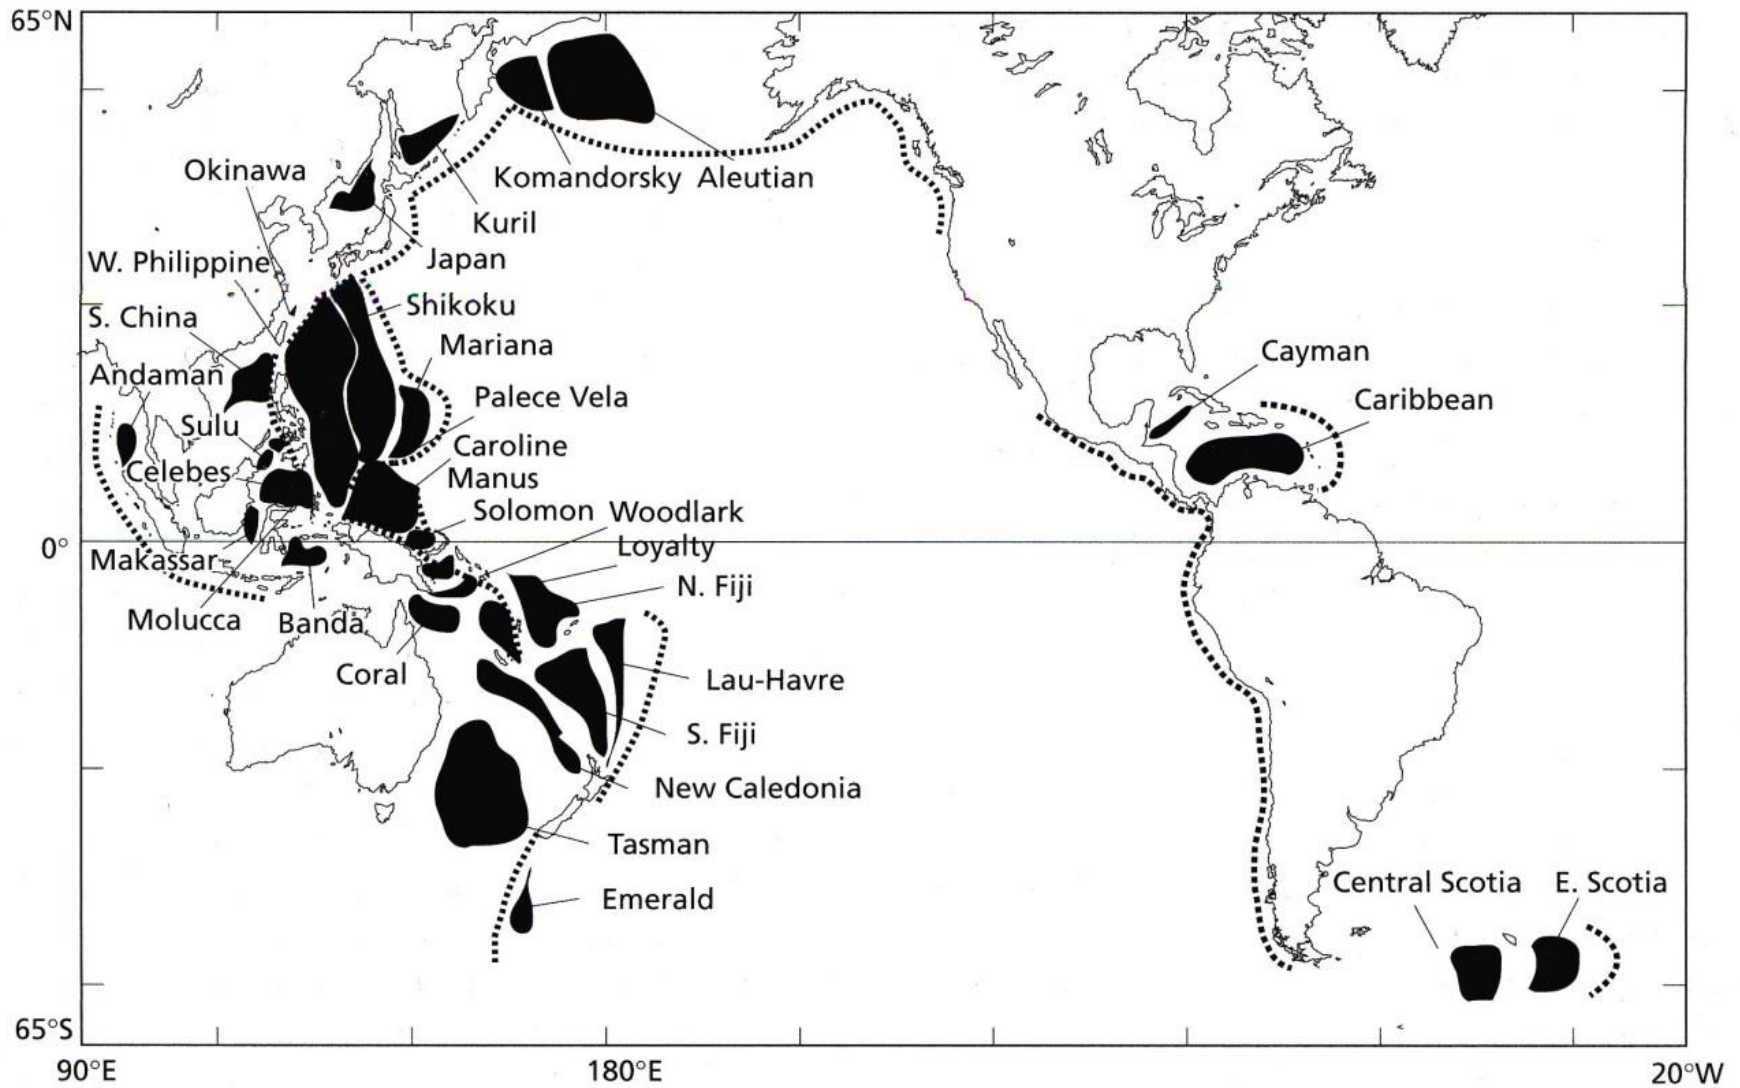 65°N
Okinawa
Komandorsky Aleutian
Kuril
W. Philippine
Japan
Shikoku
S. China
Mariana
Cayman
Andaman
Palece Vela
Caribbean
Sulu
Caroline
Celebes
Manus
Solomon Woodlark
0°
Loyalty
Makassar
N. Fiji
Molucca Banda
Coral
Lau-Havre
S. Fiji
New Caledonia
Tasman
Central Scotia E. Scotia
Emerald
65°S
90°E 180°E 20°W